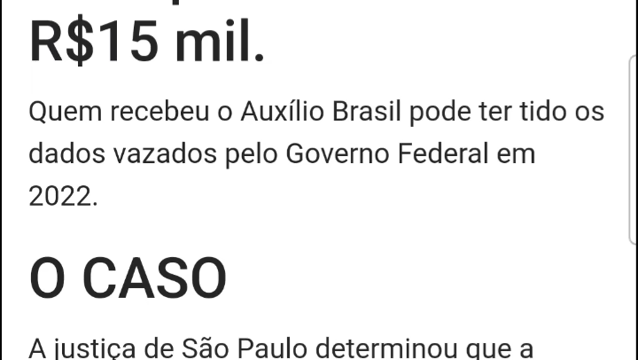 R$15 mil.
Quem recebeu o Auxílio Brasil pode ter tido os
dados vazados pelo Governo Federal em
2022.
O CASO
A justiça de São Paulo determinou que a